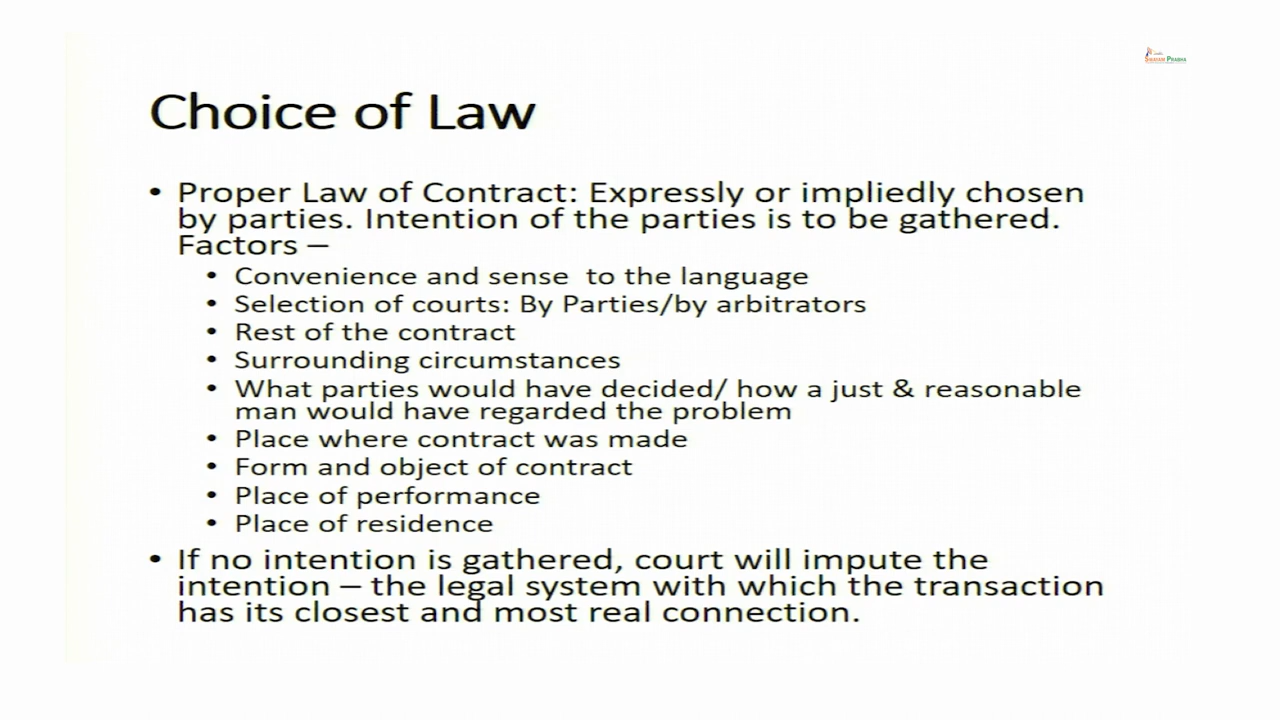 SWAYAM PRABHA
Choice of Law
• Proper Law of Contract: Expressly or impliedly chosen
by parties. Intention of the parties is to be gathered.
Factors –
• Convenience and sense to the language
• Selection of courts: By Parties/by arbitrators
• Rest of the contract
• Surrounding circumstances
• What parties would have decided/ how a just & reasonable
man would have regarded the problem
• Place where contract was made
• Form and object of contract
• Place of performance
• Place of residence
• If no intention is gathered, court will impute the
intention – the legal system with which the transaction
has its closest and most real connection.